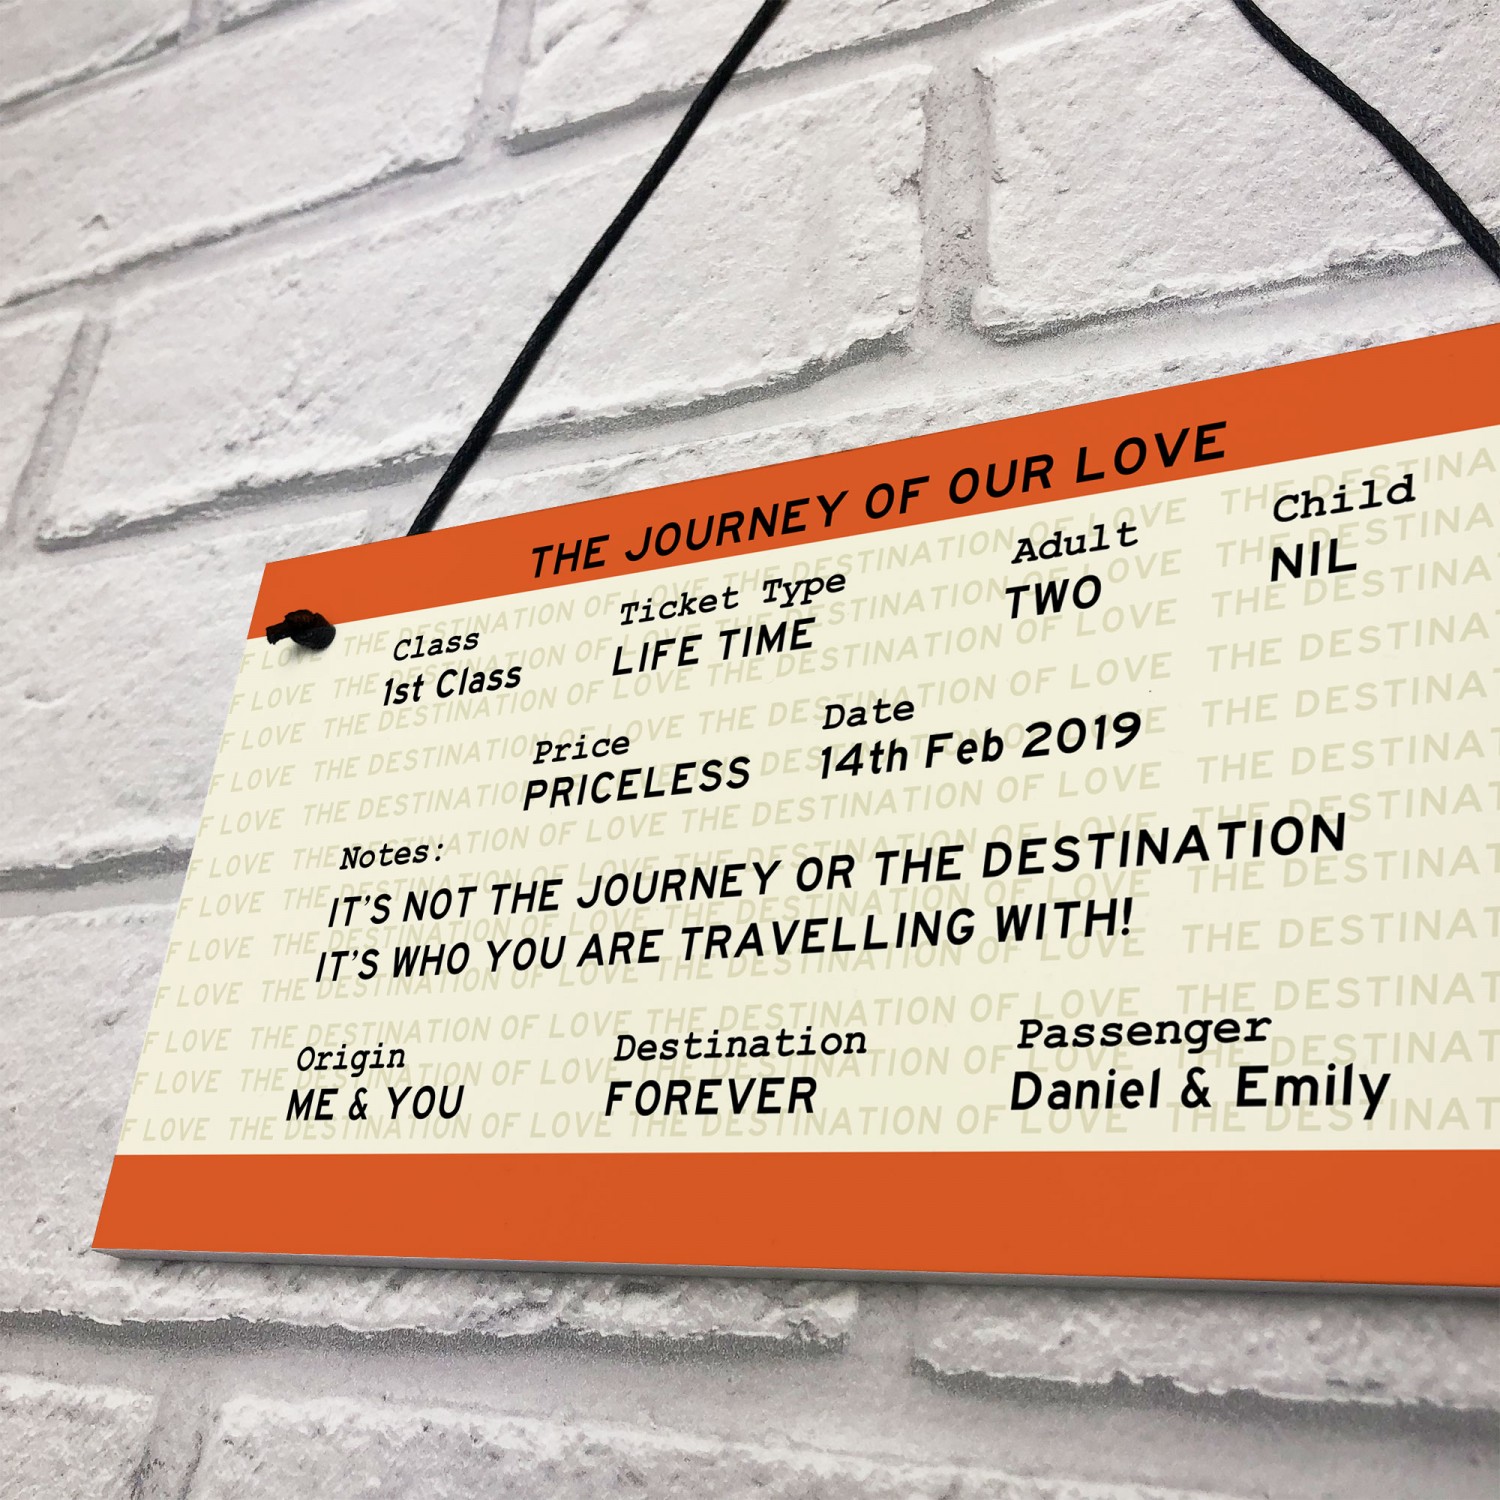 THE JOURNEY OF OUR LOVE
Class Ticket Type Adult Child
1st Class LIFE TIME TWO NIL
Price Date
PRICELESS 14th Feb 2019
Notes:
IT'S NOT THE JOURNEY OR THE DESTINATION
IT'S WHO YOU ARE TRAVELLING WITH!
Origin Destination Passenger
ME & YOU FOREVER Daniel & Emily